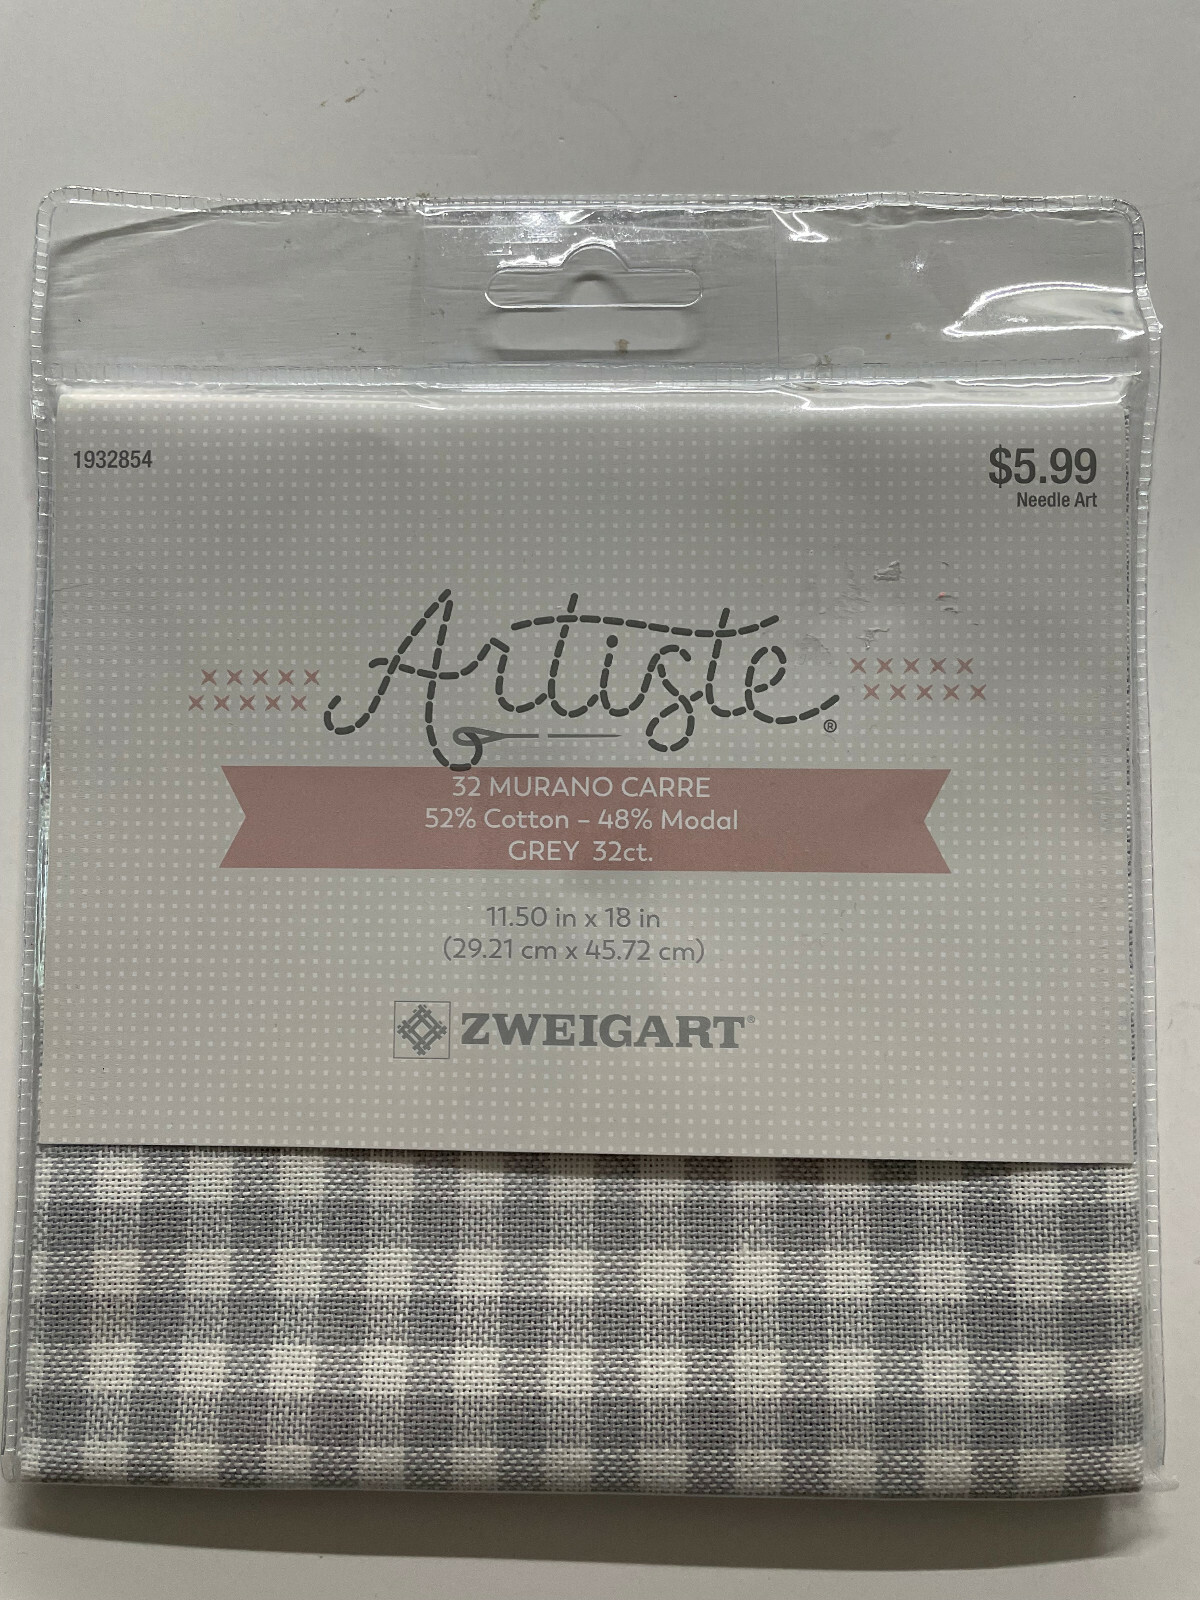 1932854
$5.99
Needle Art
Artiste®
32 MURANO CARRE
52% Cotton – 48% Modal
GREY 32ct.
11.50 in x 18 in
(29.21 cm x 45.72 cm)
ZWEIGART®